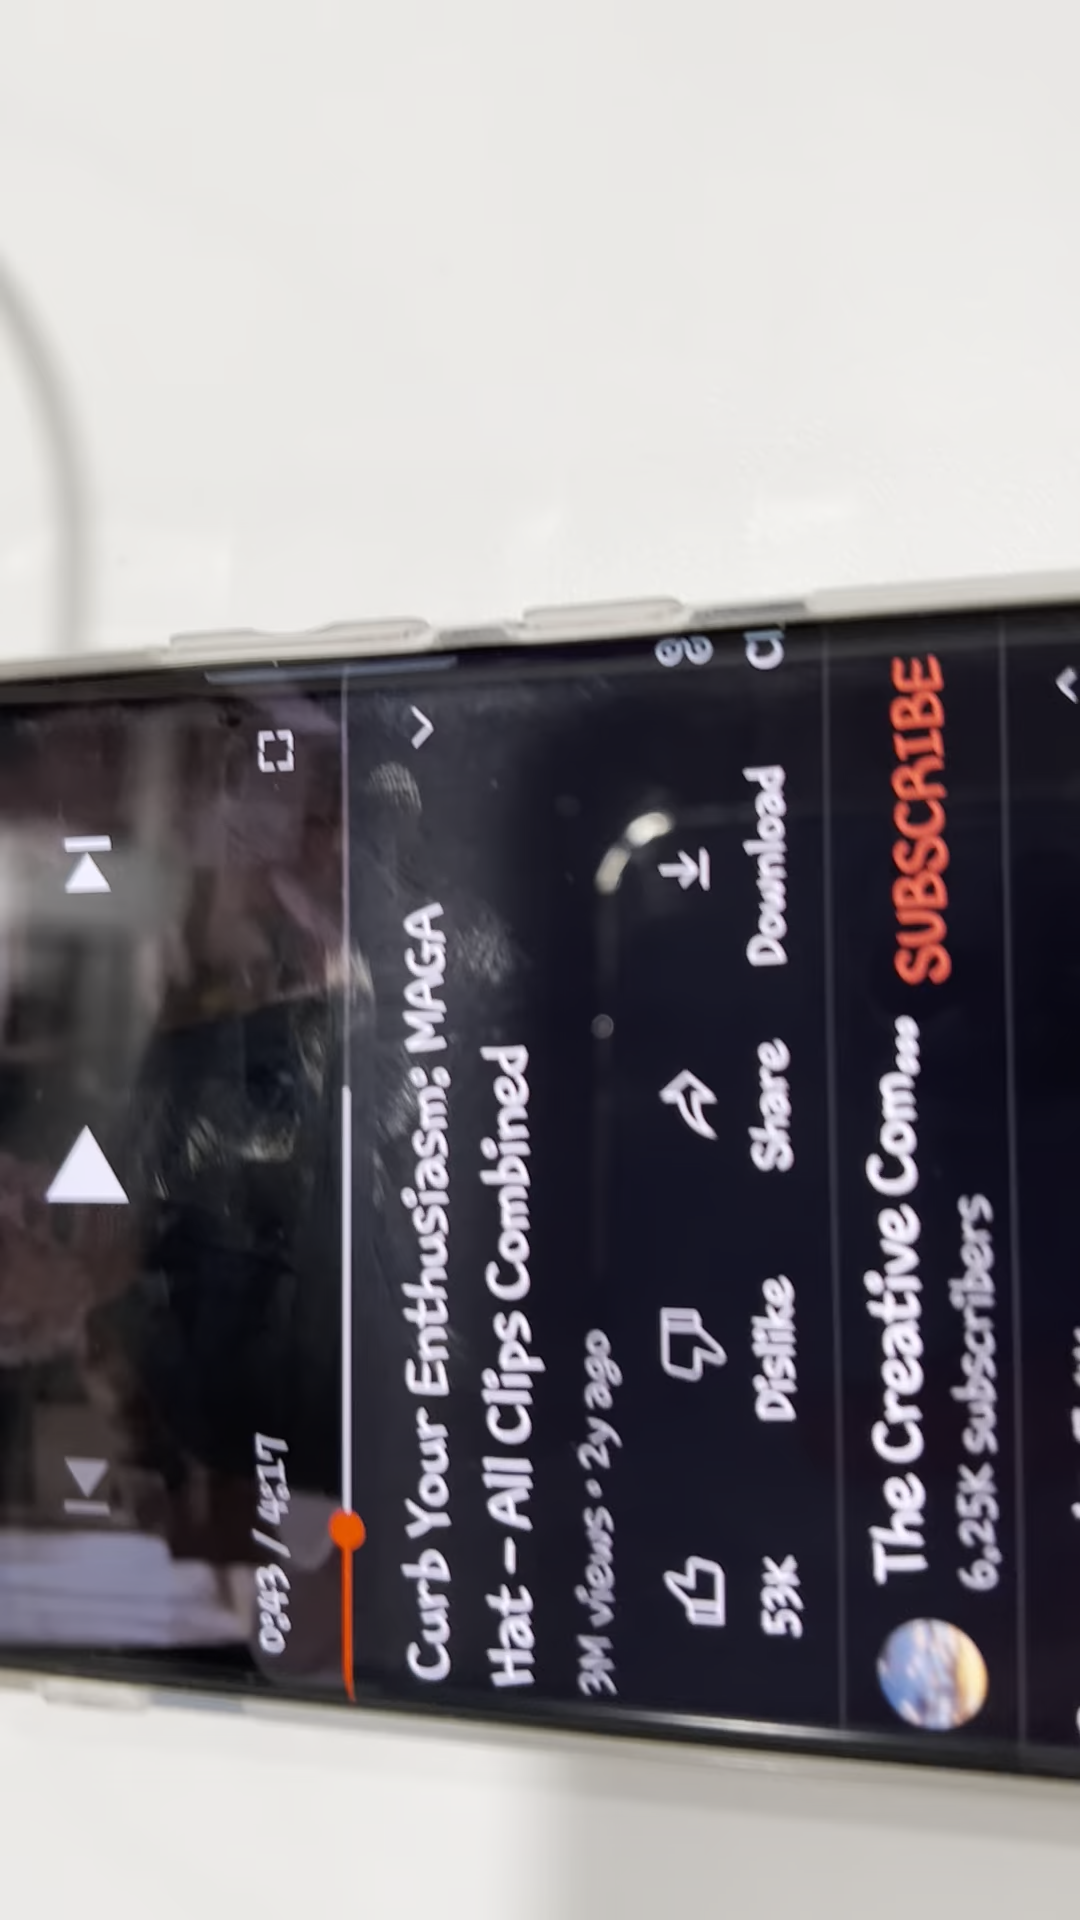 0:43 / 4:17
Curb Your Enthusiasm: MAGA
Hat - All Clips Combined
3M views • 2y ago
53K
Dislike
Share
Download
The Creative Com...
SUBSCRIBE
6.25K subscribers